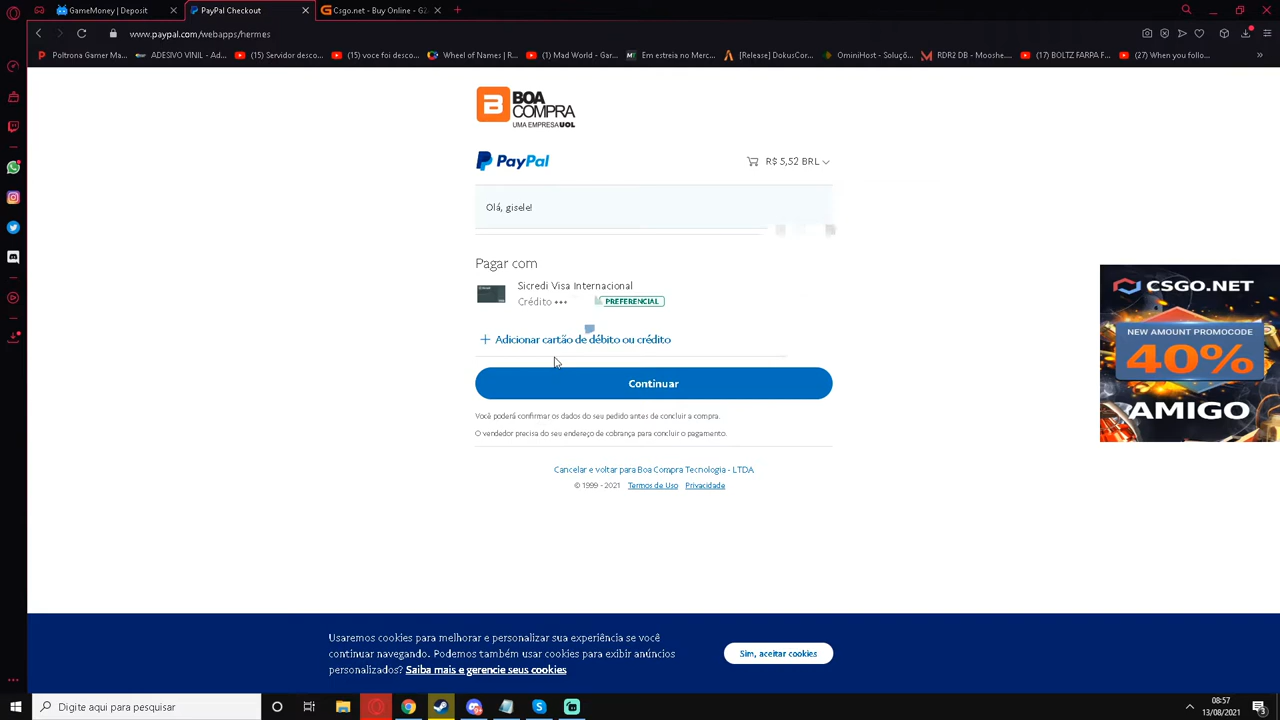 GameMoney | Deposit
PayPal Checkout
Csgo.net - Buy Online - G2
www.paypal.com/webapps/hermes
Poltrona Gamer Ma...
ADESIVO VINIL - Ad...
(15) Servidor desco...
(15) voce foi desco...
Wheel of Names | R...
(1) Mad World - Gar...
Em estreia no Merc...
[Release] DokusCor...
OminiHost - Soluçõ...
RDR2 DB - Mooshe...
(17) BOLTZ FARPA F...
(27) When you follo...
BOA
COMPRA
UMA EMPRESA UOL
PayPal
R$ 5,52 BRL
Olá, gisele!
Pagar com
Sicredi Visa Internacional
Crédito •••
PREFERENCIAL
Adicionar cartão de débito ou crédito
Continuar
Você poderá confirmar os dados do seu pedido antes de concluir a compra.
O vendedor precisa do seu endereço de cobrança para concluir o pagamento.
Cancelar e voltar para Boa Compra Tecnologia - LTDA
© 1999 - 2021 Termos de Uso Privacidade
CSGO.NET
NEW AMOUNT PROMOCODE
40%
AMIGO
Usaremos cookies para melhorar e personalizar sua experiência se você
continuar navegando. Podemos também usar cookies para exibir anúncios
personalizados? Saiba mais e gerencie seus cookies
Sim, aceitar cookies
Digite aqui para pesquisar
08:57
13/08/2021